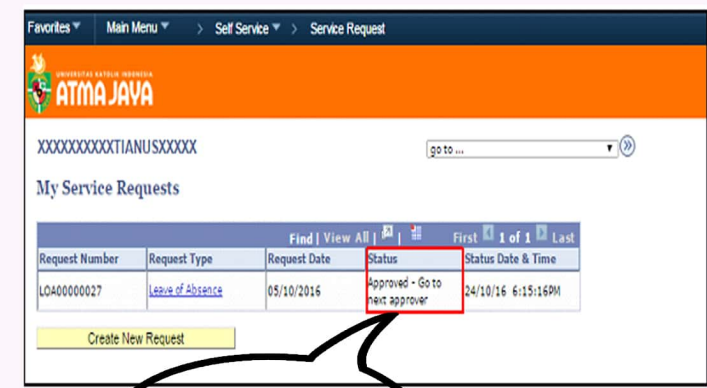 Favorites Main Menu > Self Service > Service Request
UNIVERSITAS KATOLIK INDONESIA
ATMA JAYA
XXXXXXXXXXTIANUSXXXXX
go to ...
My Service Requests
Find | View All | | First 1 of 1 Last
Request Number Request Type Request Date Status Status Date & Time
LOA00000027 Leave of Absence 05/10/2016 Approved - Go to next approver 24/10/16 6:15:16PM
Create New Request